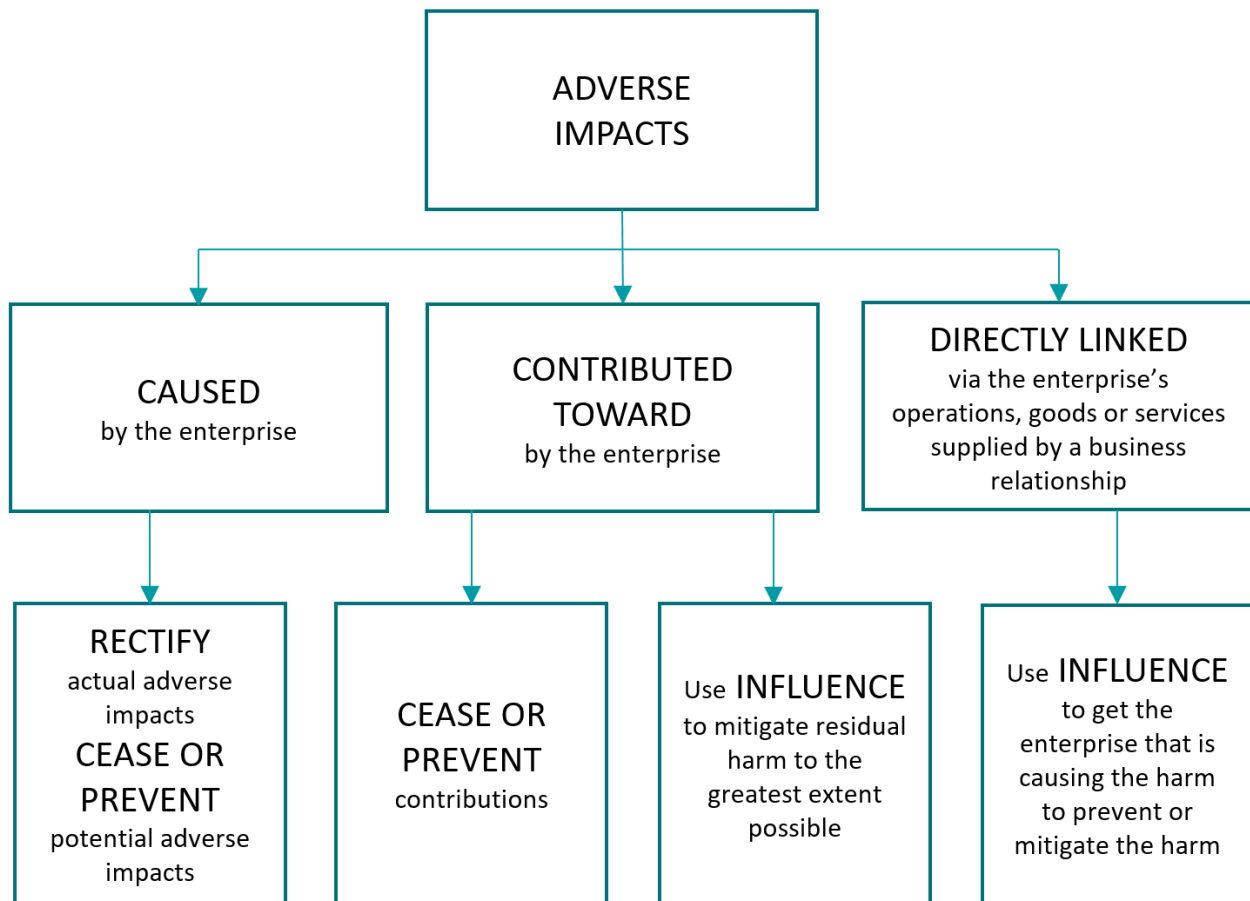 ADVERSE
IMPACTS
CAUSED
by the enterprise
CONTRIBUTED
TOWARD
by the enterprise
DIRECTLY LINKED
via the enterprise’s
operations, goods or services
supplied by a business
relationship
RECTIFY
actual adverse
impacts
CEASE OR
PREVENT
potential adverse
impacts
CEASE OR
PREVENT
contributions
Use INFLUENCE
to mitigate residual
harm to the
greatest extent
possible
Use INFLUENCE
to get the
enterprise that is
causing the harm
to prevent or
mitigate the harm